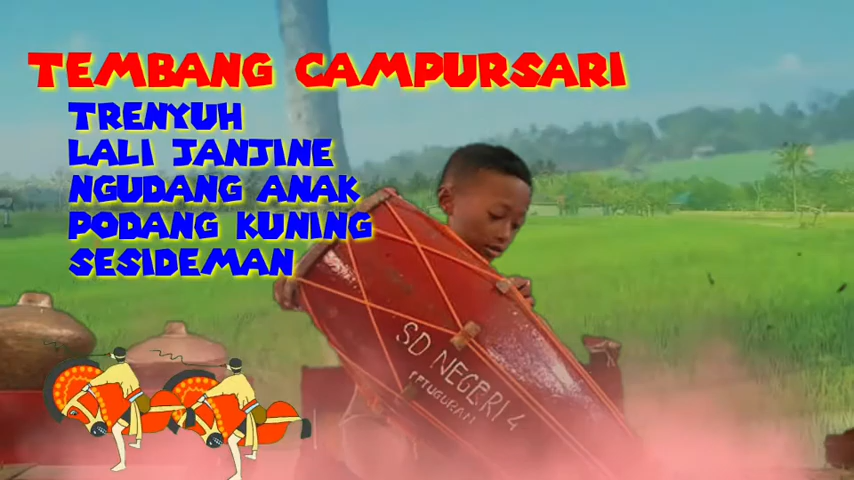 TEMBANG CAMPURSARI
TRENYUH
LALI JANJINE
NGUDANG ANAK
PODANG KUNING
SESIDEMAN
SD NEGERI 4